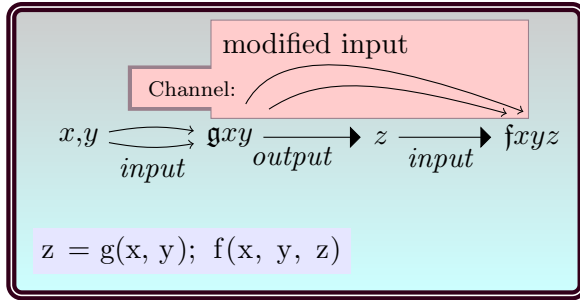 modified input
Channel:
x,y 𝔤xy z 𝔣xyz
input output input
z = g(x, y); f(x, y, z)